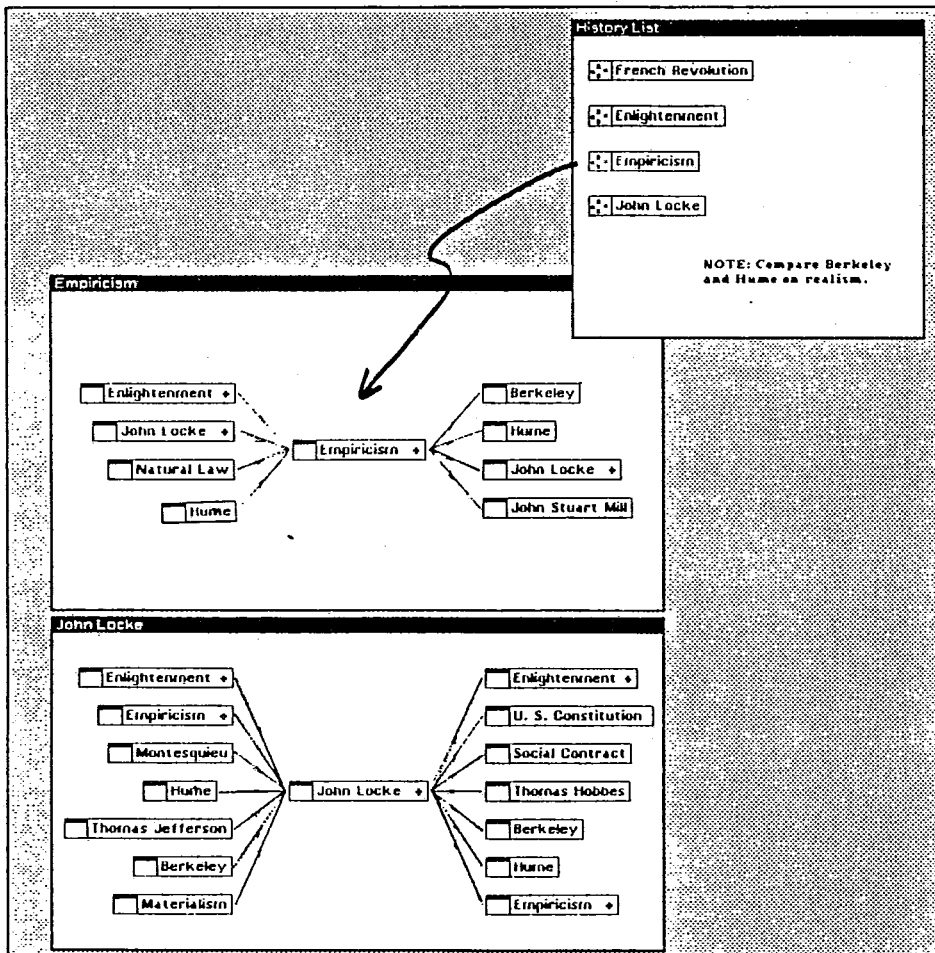 History List
French Revolution
Enlightenment
Empiricism
John Locke
NOTE: Compare Berkeley
and Hume on realism.
Empiricism
Enlightenment +
John Locke +
Natural Law
Hume
Empiricism +
Berkeley
Hume
John Locke +
John Stuart Mill
John Locke
Enlightenment +
Empiricism +
Montesquieu
Hume
Thomas Jefferson
Berkeley
Materialism
John Locke +
Enlightenment +
U. S. Constitution
Social Contract
Thomas Hobbes
Berkeley
Hume
Empiricism +